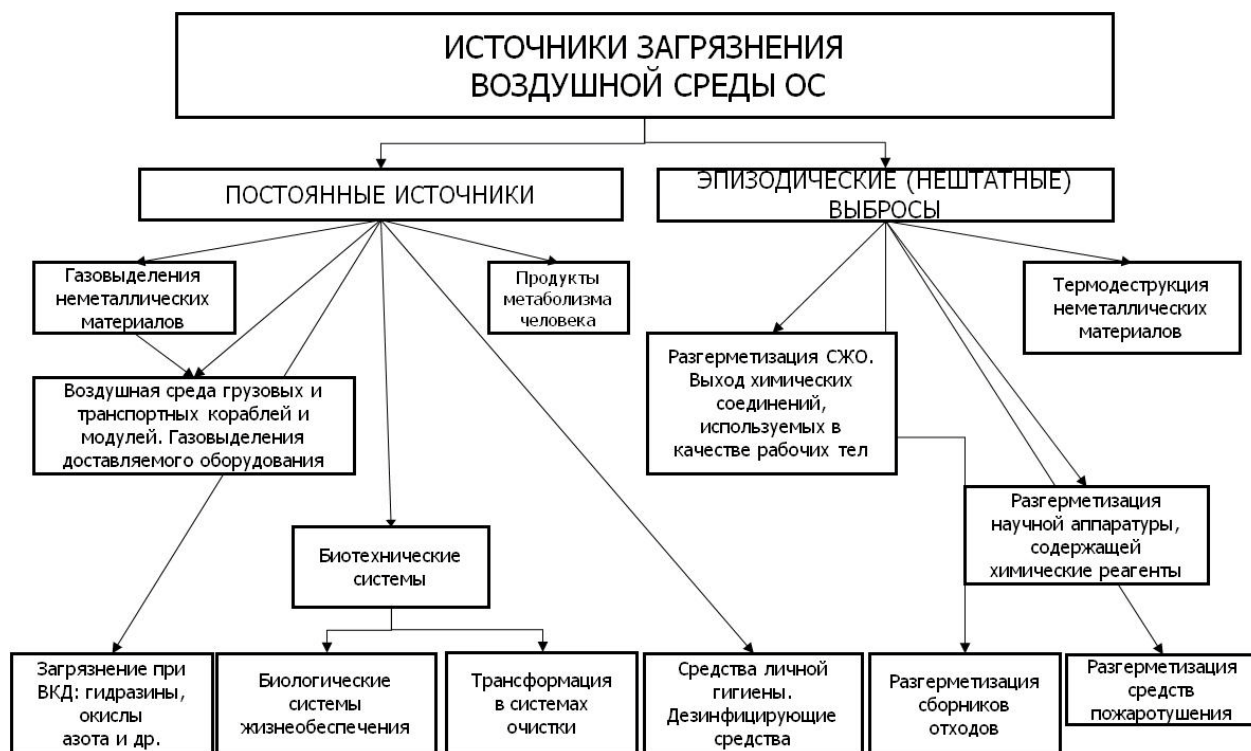 ИСТОЧНИКИ ЗАГРЯЗНЕНИЯ
ВОЗДУШНОЙ СРЕДЫ ОС
ПОСТОЯННЫЕ ИСТОЧНИКИ
ЭПИЗОДИЧЕСКИЕ (НЕШТАТНЫЕ)
ВЫБРОСЫ
Газовыделения
неметаллических
материалов
Продукты
метаболизма
человека
Термодеструкция
неметаллических
материалов
Разгерметизация СЖО.
Выход химических
соединений,
используемых в
качестве рабочих тел
Воздушная среда грузовых и
транспортных кораблей и
модулей. Газовыделения
доставляемого оборудования
Разгерметизация
научной аппаратуры,
содержащей
химические реагенты
Биотехнические
системы
Загрязнение при
ВКД: гидразины,
окислы
азота и др.
Биологические
системы
жизнеобеспечения
Трансформация
в системах
очистки
Средства личной
гигиены.
Дезинфицирующие
средства
Разгерметизация
сборников
отходов
Разгерметизация
средств
пожаротушения